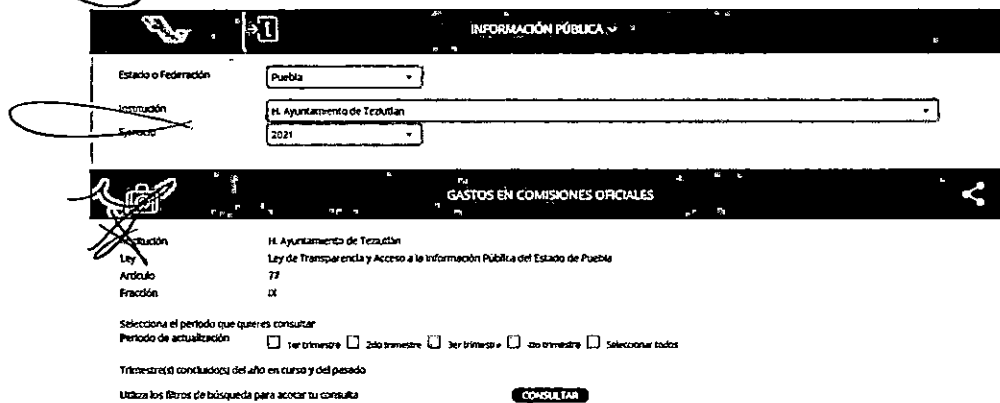 INFORMACIÓN PÚBLICA
Estado o Federación Puebla
Institución H. Ayuntamiento de Teziutlán
Ejercicio 2021
GASTOS EN COMISIONES OFICIALES
Institución H. Ayuntamiento de Teziutlán
Ley Ley de Transparencia y Acceso a la Información Pública del Estado de Puebla
Artículo 77
Fracción IX
Selecciona el periodo que quieres consultar
Periodo de actualización 1er trimestre 2do trimestre 3er trimestre 4to trimestre Seleccionar todos
Trimestre(s) concluido(s) del año en curso y del pasado
Utiliza los filtros de búsqueda para acotar tu consulta CONSULTAR